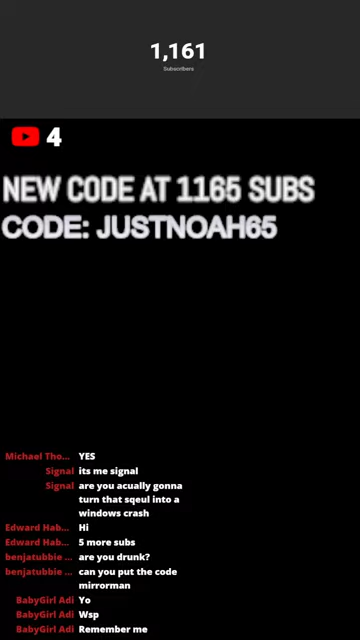 1,161
Subscribers
4
NEW CODE AT 1165 SUBS
CODE: JUSTNOAH65
Michael Tho... YES
Signal its me signal
Signal are you acually gonna
turn that sqeul into a
windows crash
Edward Hab... Hi
Edward Hab... 5 more subs
benjatubbie ... are you drunk?
benjatubbie ... can you put the code
mirrorman
BabyGirl Adi Yo
BabyGirl Adi Wsp
BabyGirl Adi Remember me